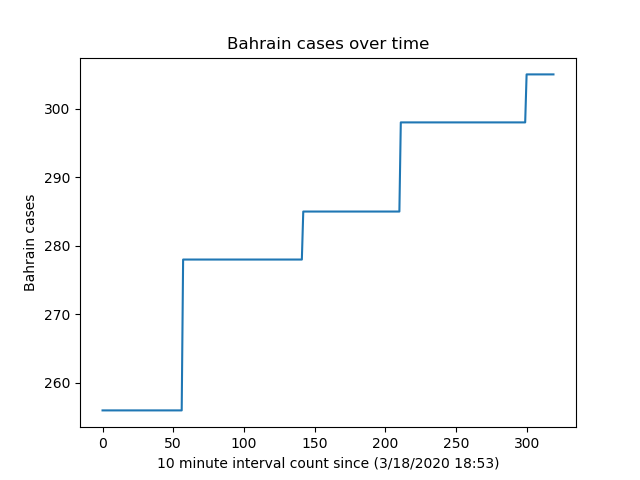 Bahrain cases over time
300
290
280
270
260
Bahrain cases
0 50 100 150 200 250 300
10 minute interval count since (3/18/2020 18:53)